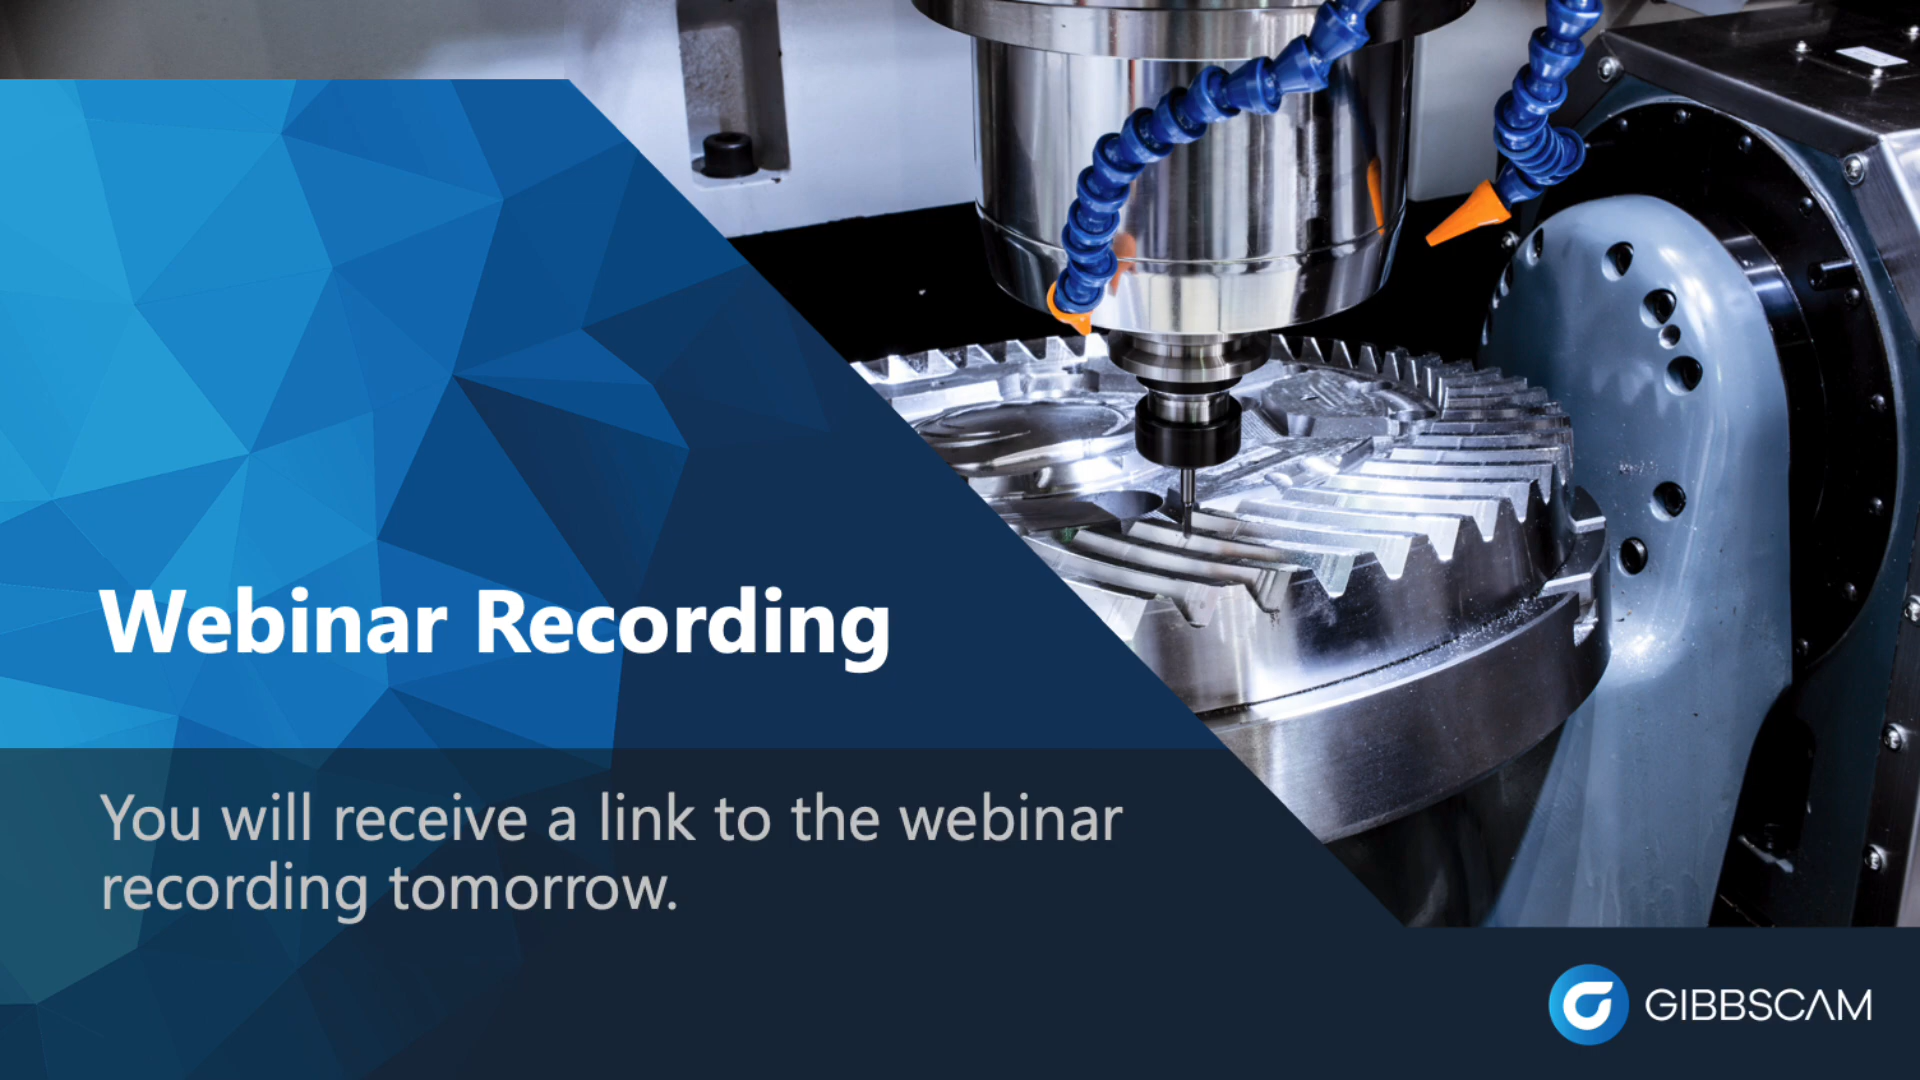 Webinar Recording
You will receive a link to the webinar
recording tomorrow.
GIBBSCAM